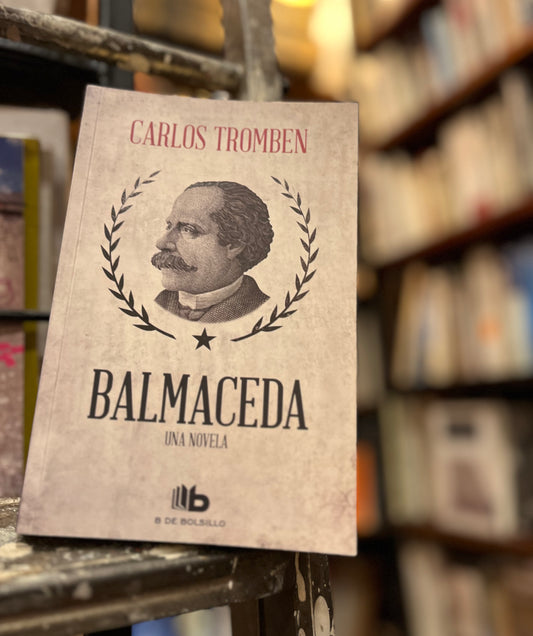 CARLOS TROMBEN
BALMACEDA
UNA NOVELA
b
B DE BOLSILLO